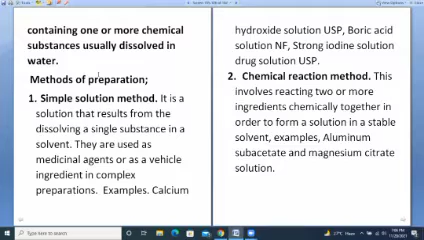 containing one or more chemical
substances usually dissolved in
water.
Methods of preparation;
1. Simple solution method. It is a
solution that results from the
dissolving a single substance in a
solvent. They are used as
medicinal agents or as a vehicle
ingredient in complex
preparations. Examples. Calcium
hydroxide solution USP, Boric acid
solution NF, Strong iodine solution
drug solution USP.
2. Chemical reaction method. This
involves reacting two or more
ingredients chemically together in
order to form a solution in a stable
solvent, examples, Aluminum
subacetate and magnesium citrate
solution.
Type here to search